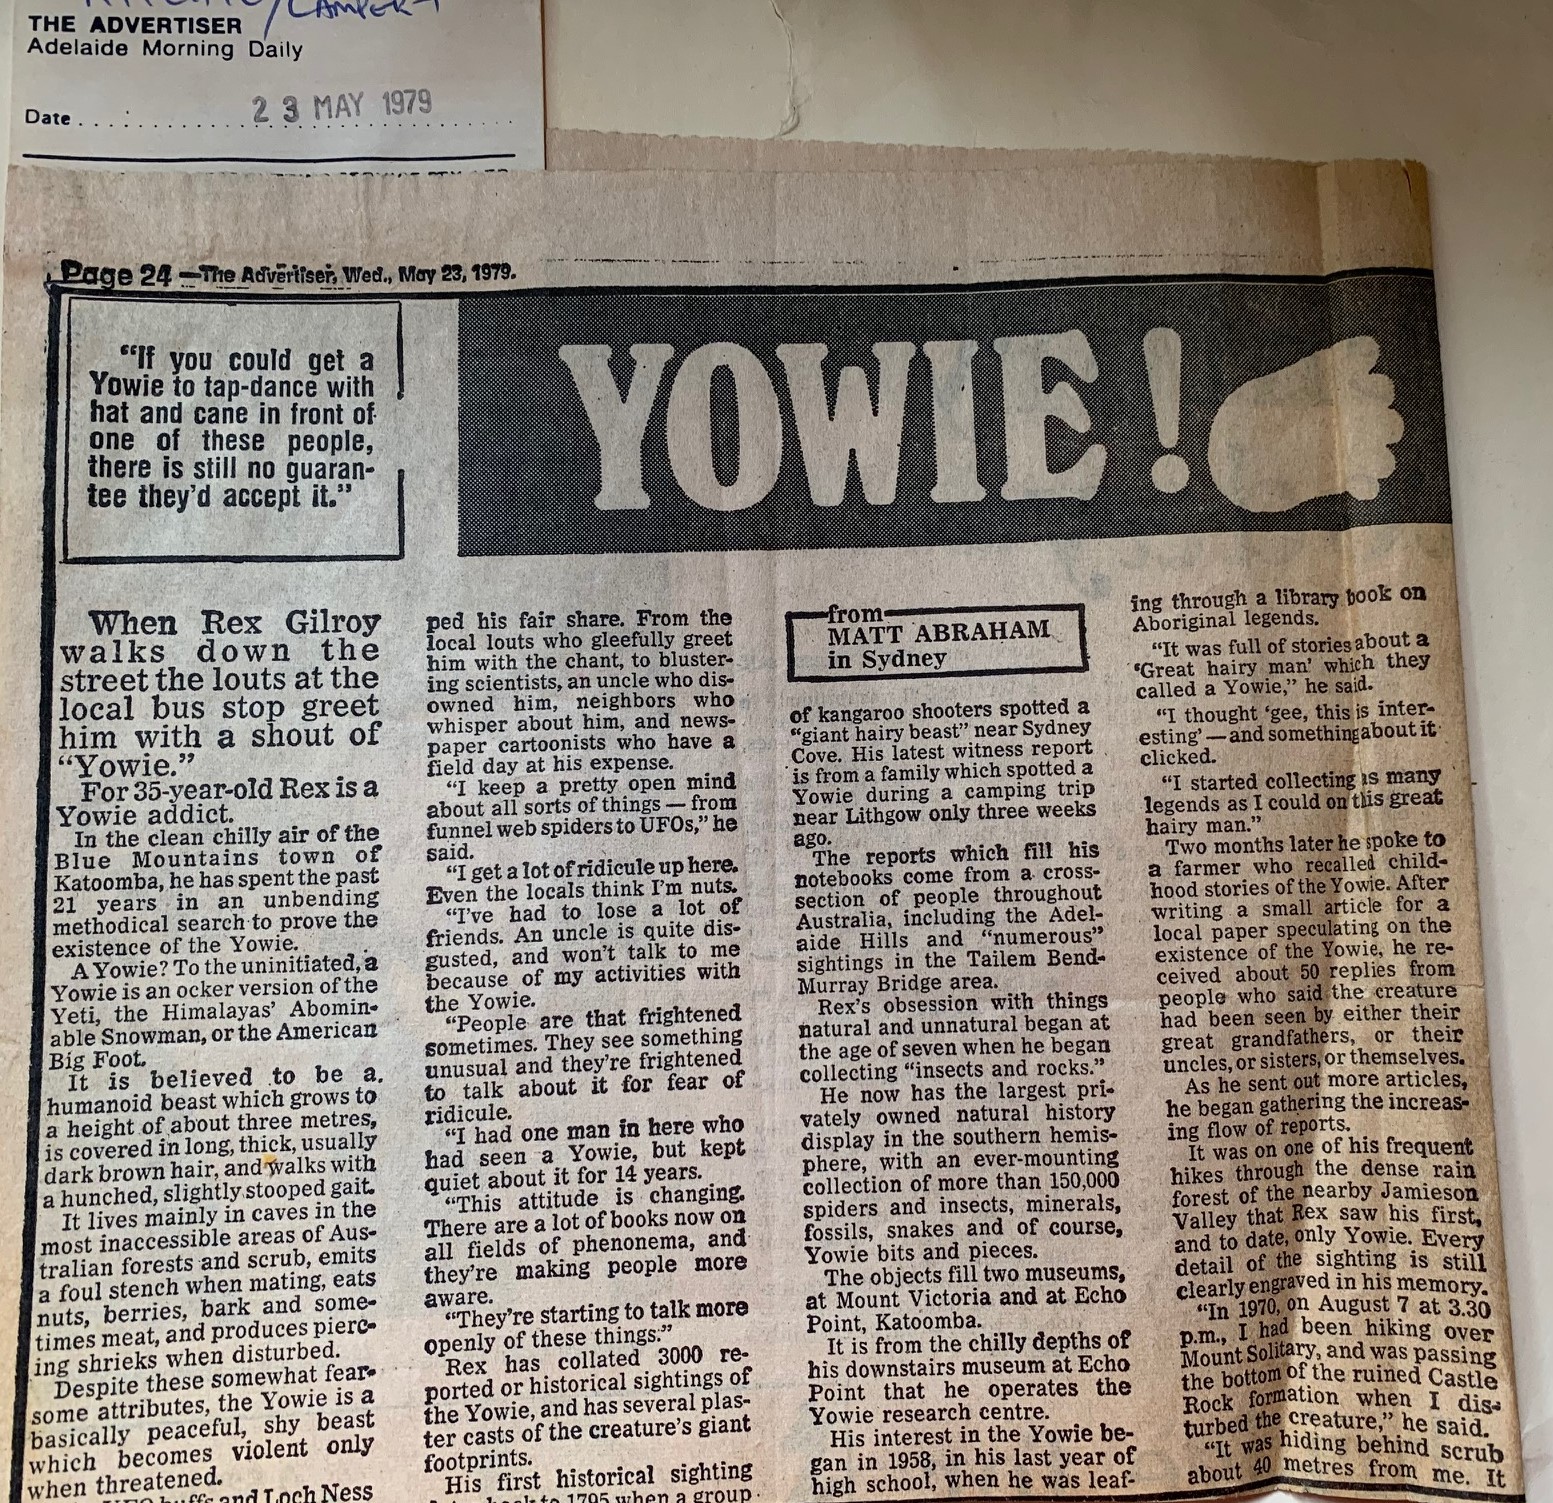 LAMPERT
THE ADVERTISER
Adelaide Morning Daily
Date 23 MAY 1979
Page 24 —The Advertiser, Wed., May 23, 1979.
“If you could get a
Yowie to tap-dance with
hat and cane in front of
one of these people,
there is still no guaran-
tee they’d accept it.”
YOWIE!
When Rex Gilroy
walks down the
street the louts at the
local bus stop greet
him with a shout of
“Yowie.”
For 35-year-old Rex is a
Yowie addict.
In the clean chilly air of the
Blue Mountains town of
Katoomba, he has spent the past
21 years in an unbending
methodical search to prove the
existence of the Yowie.
A Yowie? To the uninitiated, a
Yowie is an ocker version of the
Yeti, the Himalayas’ Abomin-
able Snowman, or the American
Big Foot.
It is believed to be a
humanoid beast which grows to
a height of about three metres,
is covered in long, thick, usually
dark brown hair, and walks with
a hunched, slightly stooped gait.
It lives mainly in caves in the
most inaccessible areas of Aus-
tralian forests and scrub, emits
a foul stench when mating, eats
nuts, berries, bark and some-
times meat, and produces pierc-
ing shrieks when disturbed.
Despite these somewhat fear-
some attributes, the Yowie is a
basically peaceful, shy beast
which becomes violent only
when threatened.
and Loch Ness
ped his fair share. From the
local louts who gleefully greet
him with the chant, to bluster-
ing scientists, an uncle who dis-
owned him, neighbors who
whisper about him, and news-
paper cartoonists who have a
field day at his expense.
“I keep a pretty open mind
about all sorts of things — from
funnel web spiders to UFOs,” he
said.
“I get a lot of ridicule up here.
Even the locals think I’m nuts.
“I’ve had to lose a lot of
friends. An uncle is quite dis-
gusted, and won’t talk to me
because of my activities with
the Yowie.
“People are that frightened
sometimes. They see something
unusual and they’re frightened
to talk about it for fear of
ridicule.
“I had one man in here who
had seen a Yowie, but kept
quiet about it for 14 years.
“This attitude is changing.
There are a lot of books now on
all fields of phenonema, and
they’re making people more
aware.
“They’re starting to talk more
openly of these things.”
Rex has collated 3000 re-
ported or historical sightings of
the Yowie, and has several plas-
ter casts of the creature’s giant
footprints.
His first historical sighting
back to 1795 when a group
from
MATT ABRAHAM
in Sydney
of kangaroo shooters spotted a
“giant hairy beast” near Sydney
Cove. His latest witness report
is from a family which spotted a
Yowie during a camping trip
near Lithgow only three weeks
ago.
The reports which fill his
notebooks come from a cross-
section of people throughout
Australia, including the Adel-
aide Hills and “numerous”
sightings in the Tailem Bend-
Murray Bridge area.
Rex’s obsession with things
natural and unnatural began at
the age of seven when he began
collecting “insects and rocks.”
He now has the largest pri-
vately owned natural history
display in the southern hemis-
phere, with an ever-mounting
collection of more than 150,000
spiders and insects, minerals,
fossils, snakes and of course,
Yowie bits and pieces.
The objects fill two museums,
at Mount Victoria and at Echo
Point, Katoomba.
It is from the chilly depths of
his downstairs museum at Echo
Point that he operates the
Yowie research centre.
His interest in the Yowie be-
gan in 1958, in his last year of
high school, when he was leaf-
ing through a library book on
Aboriginal legends.
“It was full of stories about a
‘Great hairy man’ which they
called a Yowie,” he said.
“I thought ‘gee, this is inter-
esting’ — and something about it
clicked.
“I started collecting as many
legends as I could on this great
hairy man.”
Two months later he spoke to
a farmer who recalled child-
hood stories of the Yowie. After
writing a small article for a
local paper speculating on the
existence of the Yowie, he re-
ceived about 50 replies from
people who said the creature
had been seen by either their
great grandfathers, or their
uncles, or sisters, or themselves.
As he sent out more articles,
he began gathering the increas-
ing flow of reports.
It was on one of his frequent
hikes through the dense rain
forest of the nearby Jamieson
Valley that Rex saw his first,
and to date, only Yowie. Every
detail of the sighting is still
clearly engraved in his memory.
“In 1970, on August 7 at 3.30
p.m., I had been hiking over
Mount Solitary, and was passing
the bottom of the ruined Castle
Rock formation when I dis-
turbed the creature,” he said.
“It was hiding behind scrub
about 40 metres from me. It